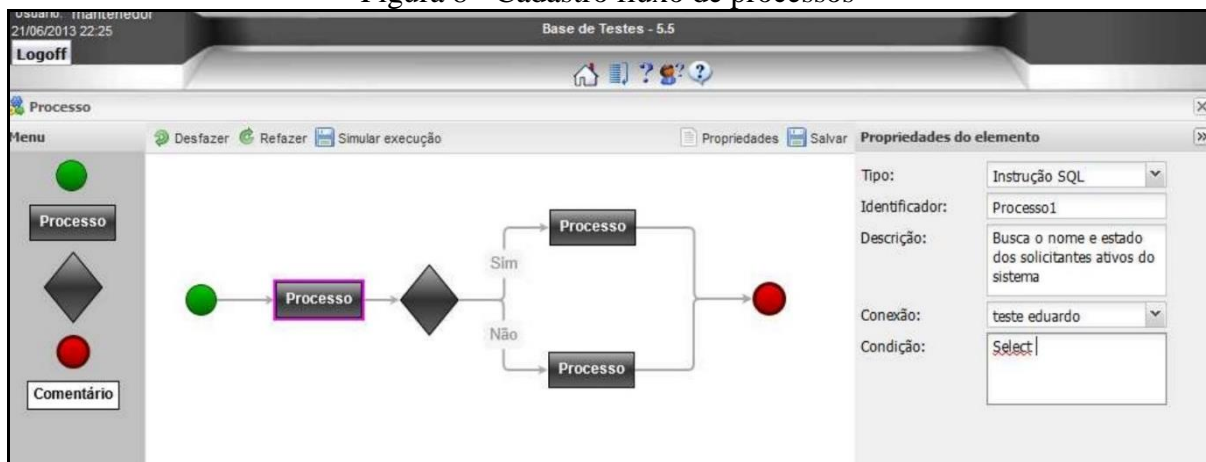 Figura 8 - Cadastro fluxo de processos
Usuário: mantenedor
21/06/2013 22:25
Logoff
Base de Testes - 5.5
Processo
Menu
Desfazer Refazer Simular execução Propriedades Salvar
Propriedades do elemento
Processo
Comentário
Processo
Sim
Não
Processo
Processo
Tipo: Instrução SQL
Identificador: Processo1
Descrição: Busca o nome e estado
dos solicitantes ativos do
sistema
Conexão: teste eduardo
Condição: Select